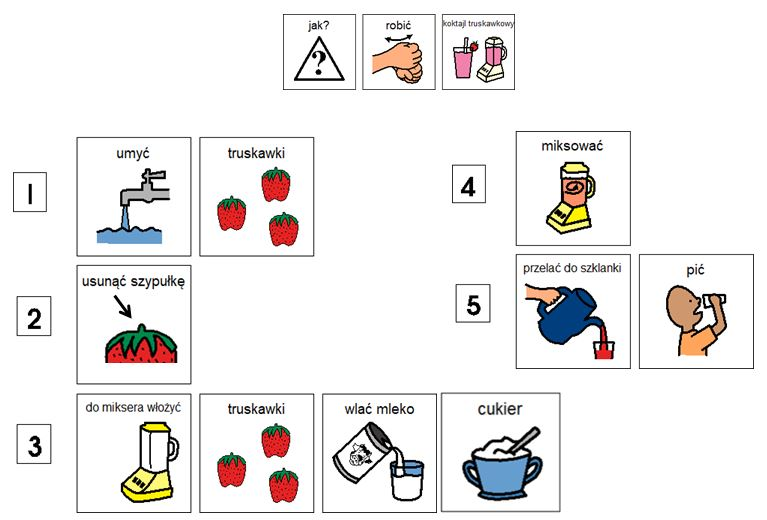 jak?
robić
koktajl truskawkowy
?
1
umyć
truskawki
2
usunąć szypułkę
3
do miksera włożyć
truskawki
wlać mleko
cukier
4
miksować
5
przelać do szklanki
pić